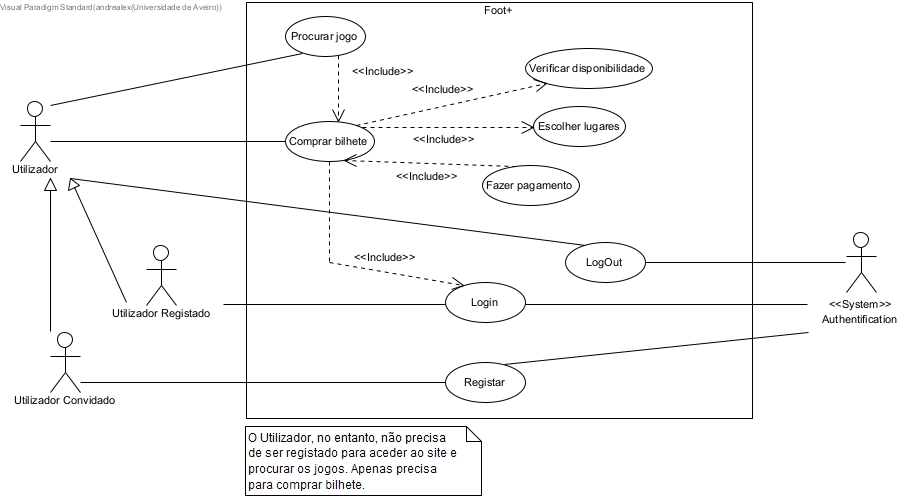 Visual Paradigm Standard(andrealex(Universidade de Aveiro))
Foot+
Procurar jogo
<<Include>>
Verificar disponibilidade
<<Include>>
Escolher lugares
Comprar bilhete
<<Include>>
Utilizador
<<Include>>
Fazer pagamento
<<Include>>
LogOut
Login
<<System>>
Utilizador Registado
Authentification
Registar
Utilizador Convidado
O Utilizador, no entanto, não precisa
de ser registado para aceder ao site e
procurar os jogos. Apenas precisa
para comprar bilhete.